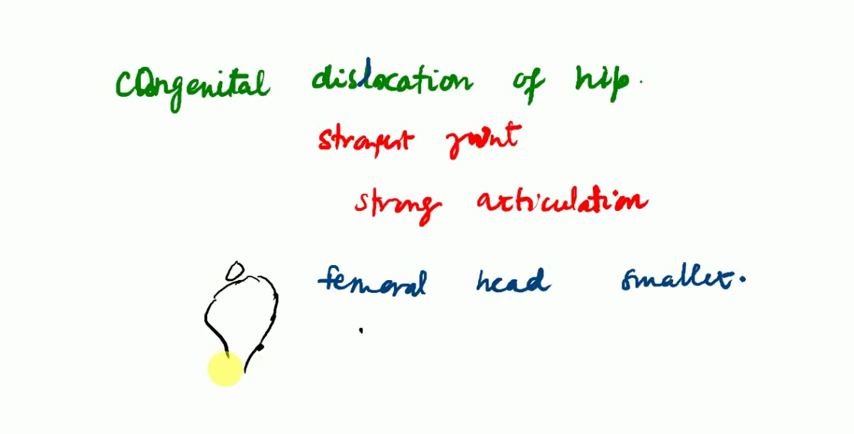 Congenital dislocation of hip.
strongest joint
strong articulation
femoral head smaller.